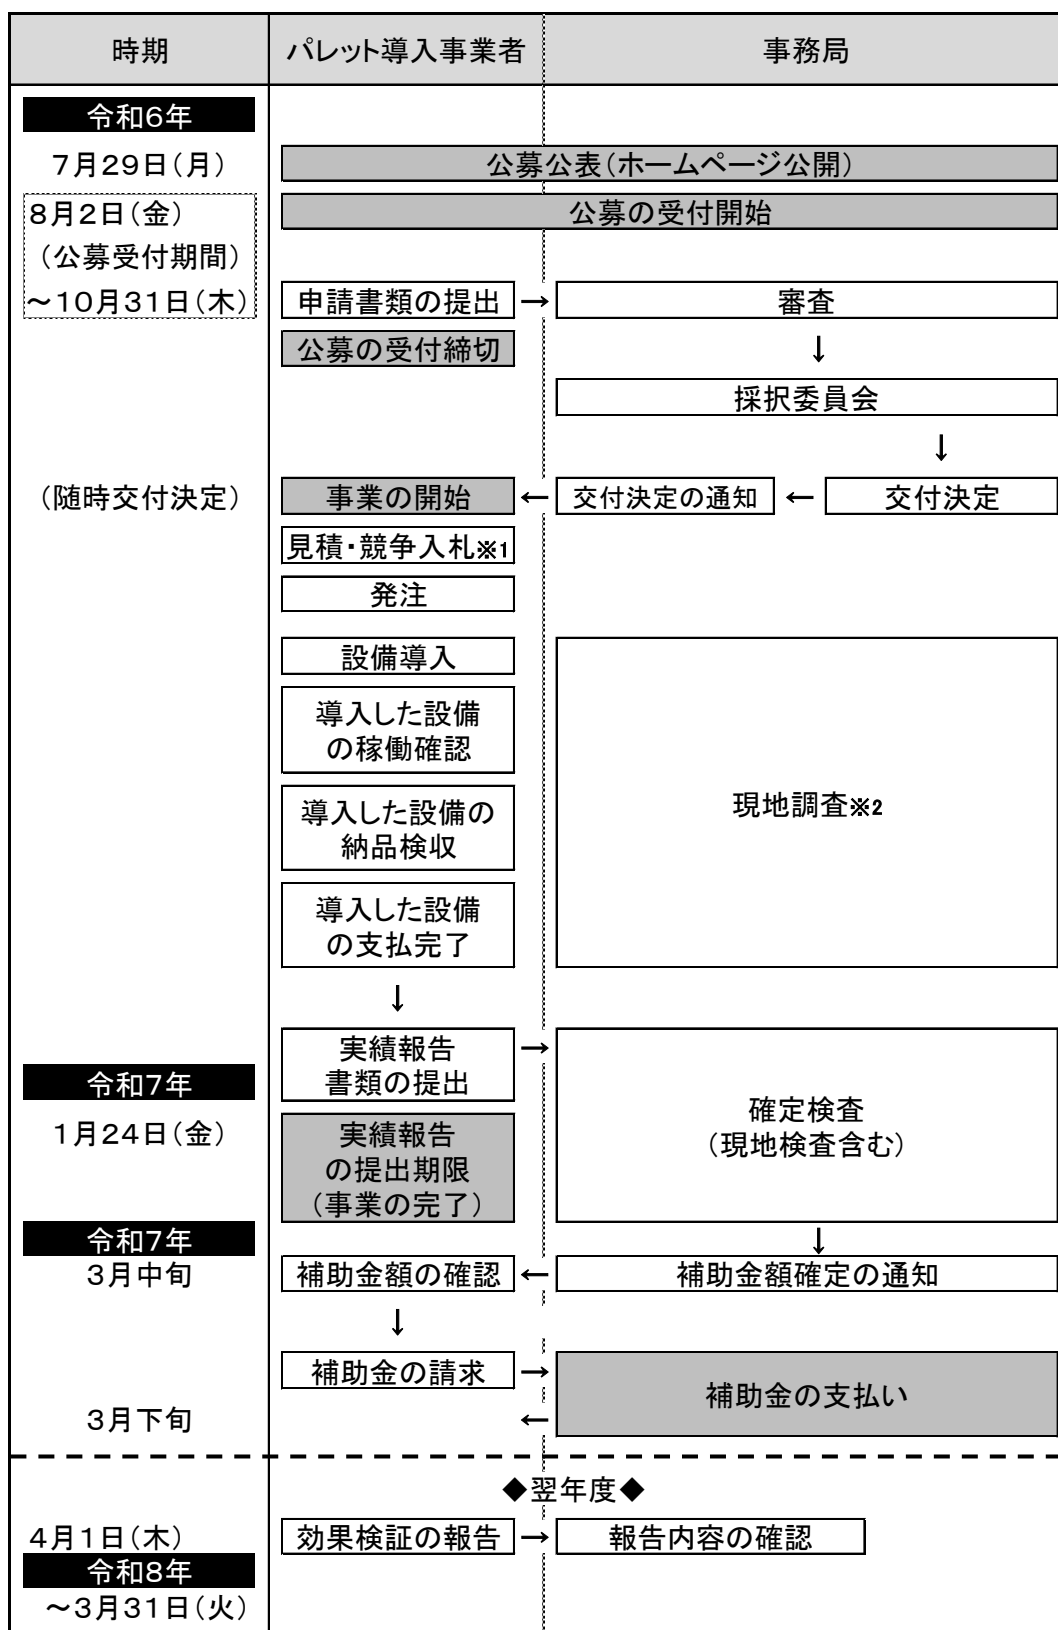 時期 パレット導入事業者 事務局
令和6年
7月29日(月) 公募公表(ホームページ公開)
8月2日(金) 公募の受付開始
(公募受付期間)
~10月31日(木) 申請書類の提出 → 審査
公募の受付締切 ↓
採択委員会
↓
(随時交付決定) 事業の開始 ← 交付決定の通知 ← 交付決定
見積・競争入札※1
発注
設備導入
導入した設備
の稼働確認
現地調査※2
導入した設備の
納品検収
導入した設備
の支払完了
↓
実績報告 →
書類の提出
令和7年
確定検査
(現地検査含む)
1月24日(金) 実績報告
の提出期限
(事業の完了)
令和7年 ↓
3月中旬 補助金額の確認 ← 補助金額確定の通知
↓
補助金の請求 → 補助金の支払い
3月下旬 ←
◆翌年度◆
4月1日(木) 効果検証の報告 → 報告内容の確認
令和8年
~3月31日(火)